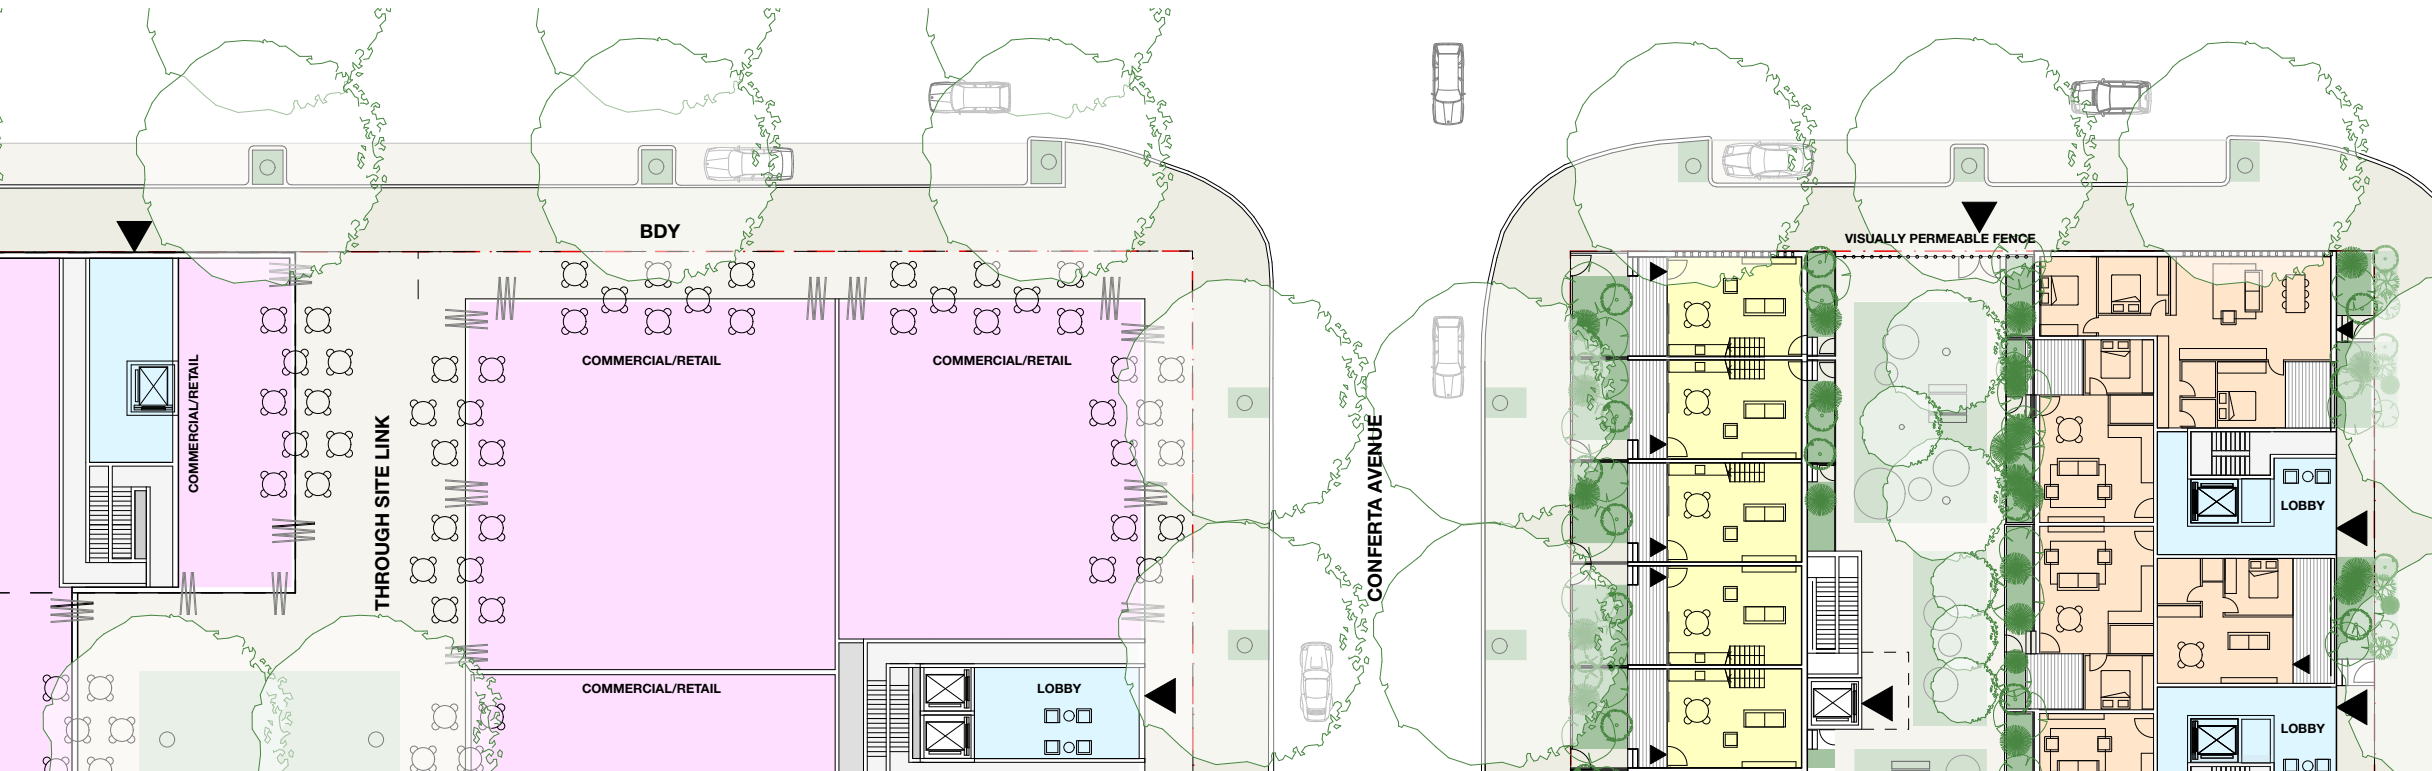 BDY
VISUALLY PERMEABLE FENCE
COMMERCIAL/RETAIL
COMMERCIAL/RETAIL
COMMERCIAL/RETAIL
THROUGH SITE LINK
CONFERTA AVENUE
LOBBY
COMMERCIAL/RETAIL
LOBBY
LOBBY